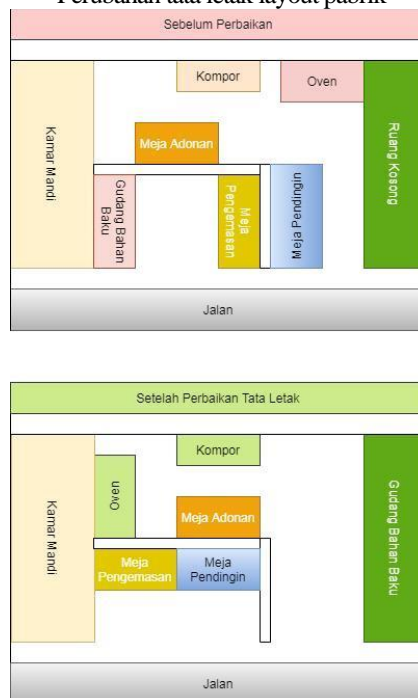 Perubahan tata letak layout pabrik
Sebelum Perbaikan
Kompor
Oven
Kamar Mandi
Meja Adonan
Ruang Kosong
Gudang Bahan
Baku
Meja
Pengemasan
Meja Pendingin
Jalan
Setelah Perbaikan Tata Letak
Kompor
Oven
Kamar Mandi
Meja Adonan
Gudang Bahan Baku
Meja
Pengemasan
Meja
Pendingin
Jalan